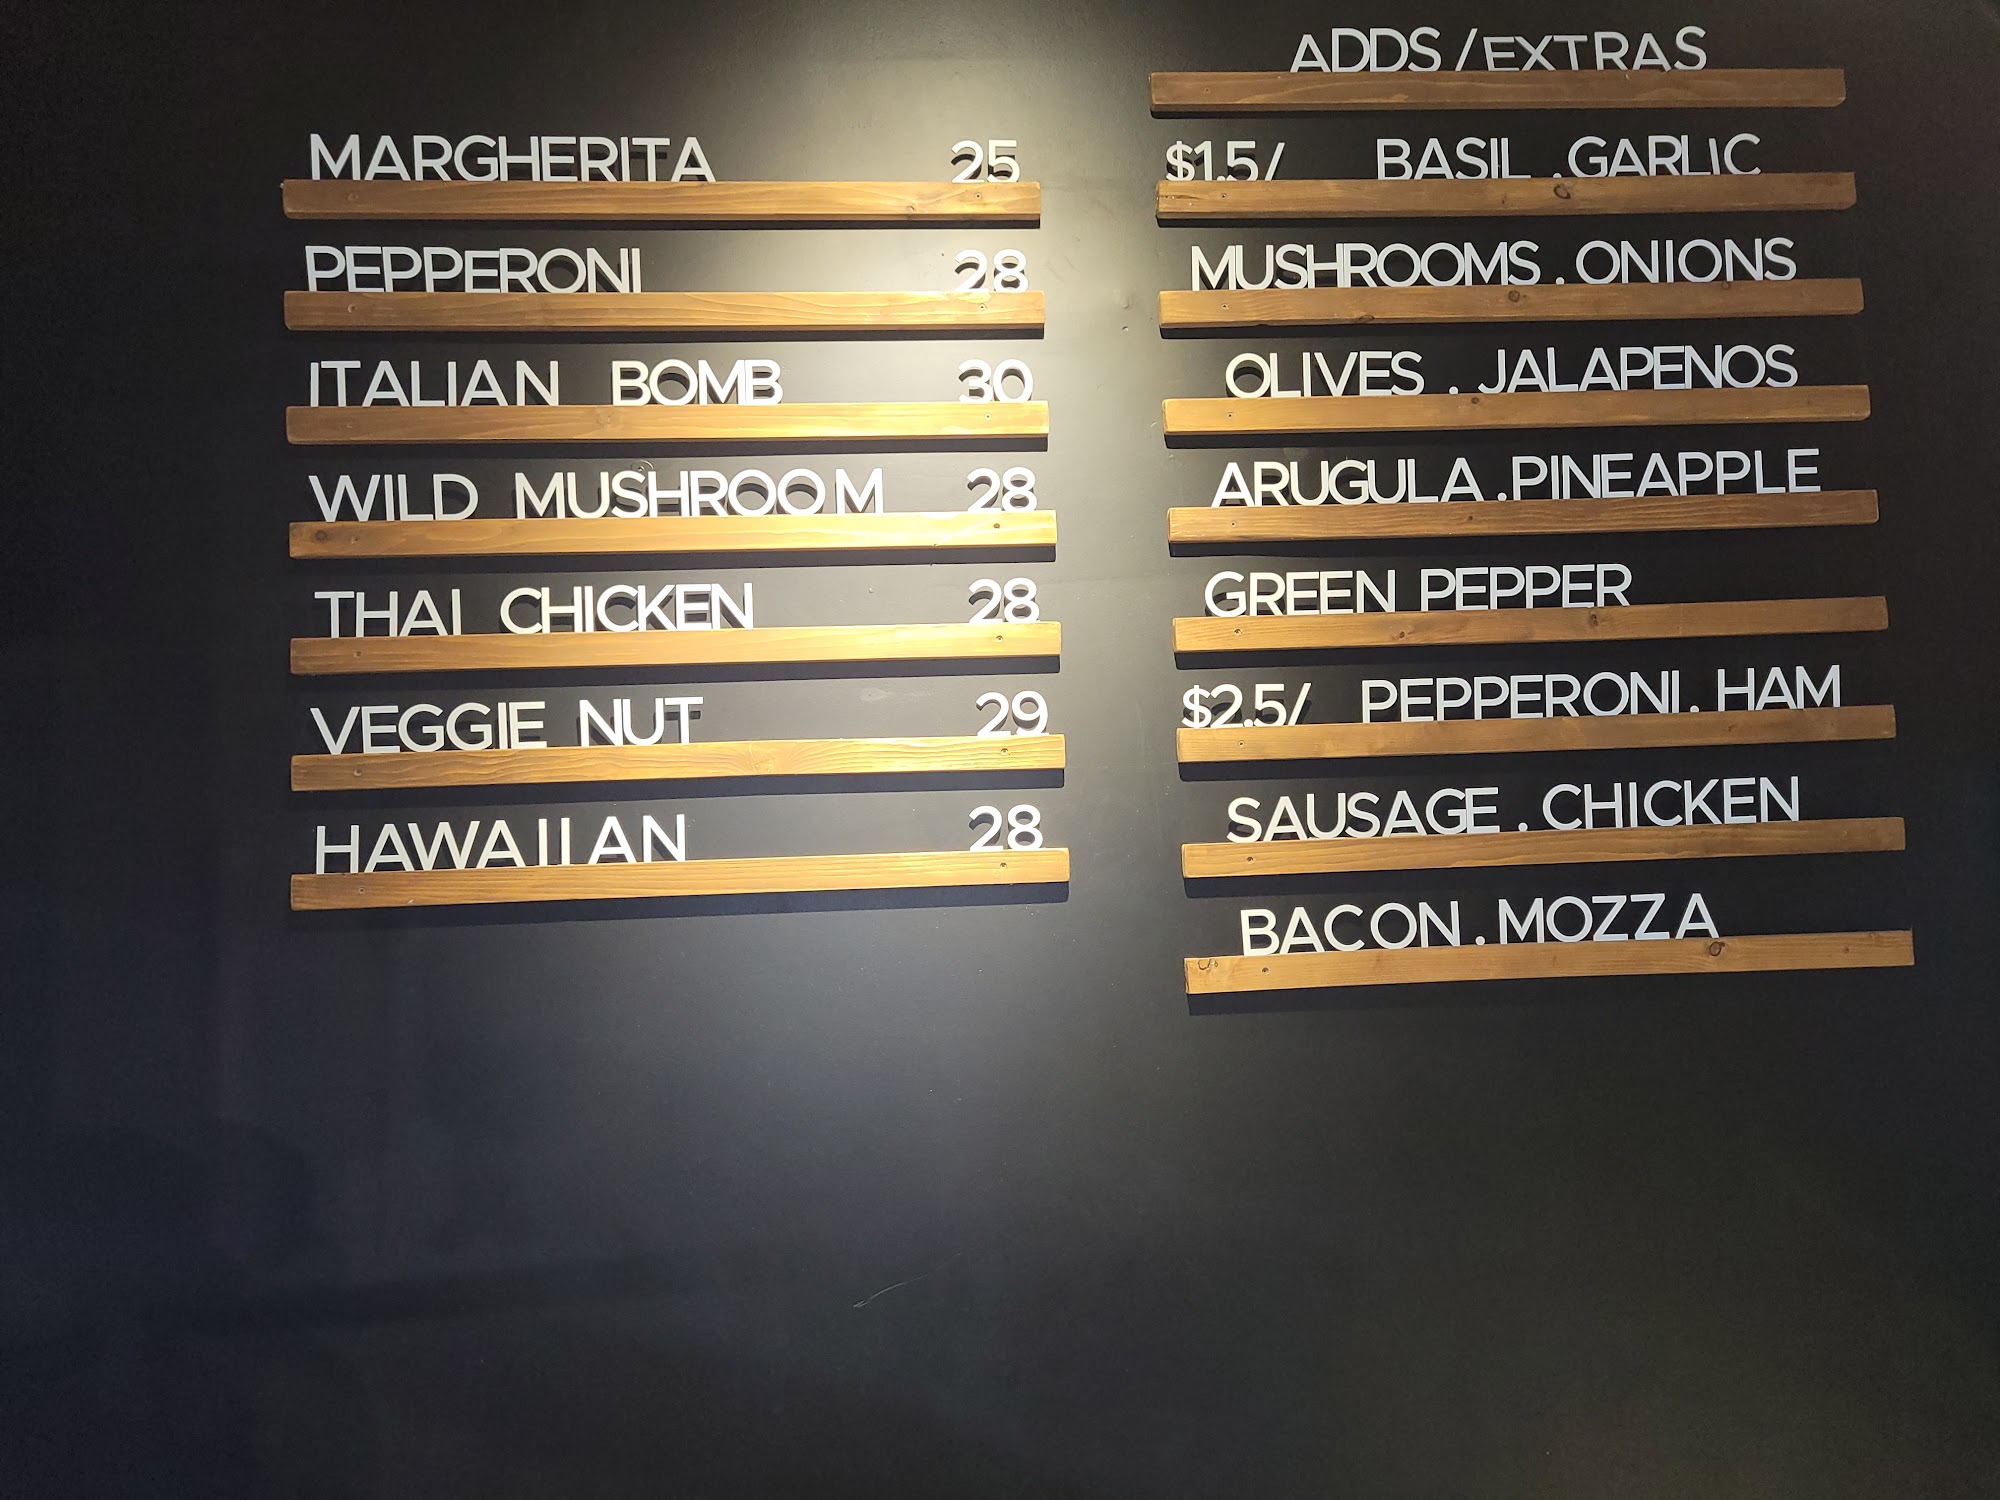 MARGHERITA 25
PEPPERONI 28
ITALIAN BOMB 30
WILD MUSHROOM 28
THAI CHICKEN 28
VEGGIE NUT 29
HAWAIIAN 28
ADDS/EXTRAS
$1.5/ BASIL . GARLIC
MUSHROOMS . ONIONS
OLIVES . JALAPENOS
ARUGULA . PINEAPPLE
GREEN PEPPER
$2.5/ PEPPERONI . HAM
SAUSAGE . CHICKEN
BACON . MOZZA